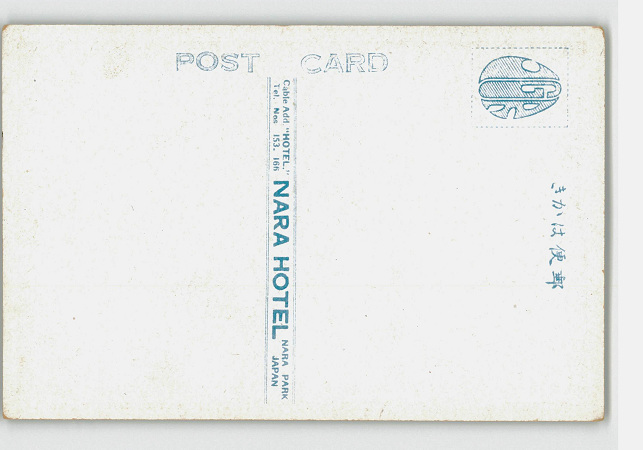 POST CARD
Cable Add. "HOTEL."
Tel. Nos 153, 166
NARA HOTEL
NARA PARK
JAPAN
きかは便郵